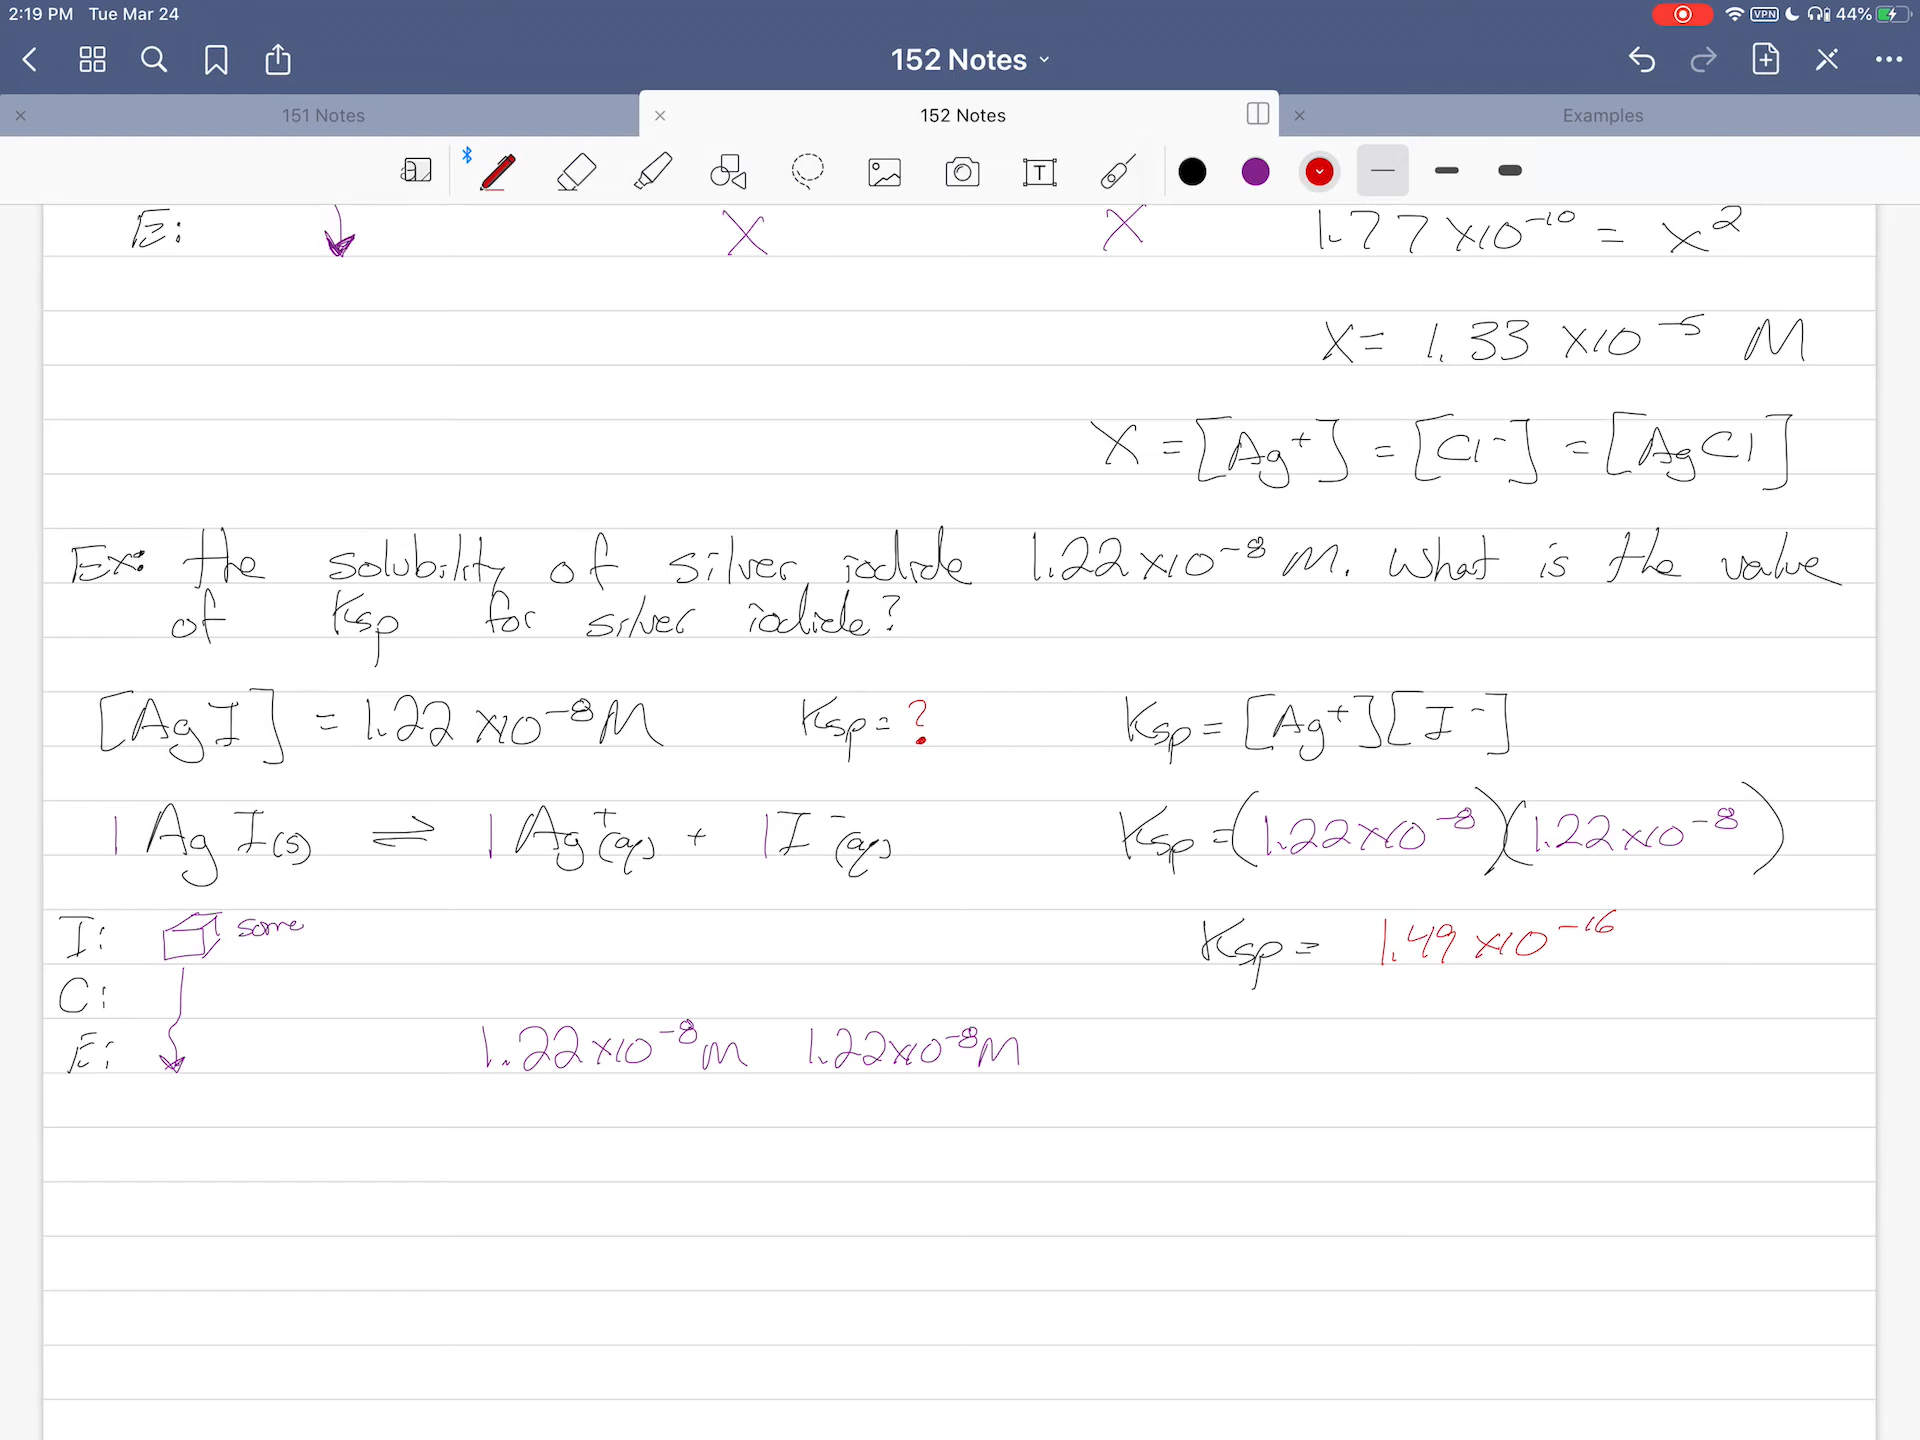 2:19 PM Tue Mar 24 VPN 44%
152 Notes
151 Notes 152 Notes Examples
T
E: X X 1.77 x10⁻¹⁰ = x²
X = 1.33 x10⁻⁵ M
X = [Ag⁺] = [Cl⁻] = [AgCl]
Ex: the solubility of silver iodide 1.22 x10⁻⁸ M. What is the value
of Ksp for silver iodide?
[AgI] = 1.22 x10⁻⁸ M Ksp = ? Ksp = [Ag⁺][I⁻]
1 AgI(s) ⇌ 1 Ag⁺(aq) + 1 I⁻(aq) Ksp = (1.22x10⁻⁸)(1.22x10⁻⁸)
I: some Ksp = 1.49 x10⁻¹⁶
C:
E: 1.22x10⁻⁸ M 1.22x10⁻⁸ M